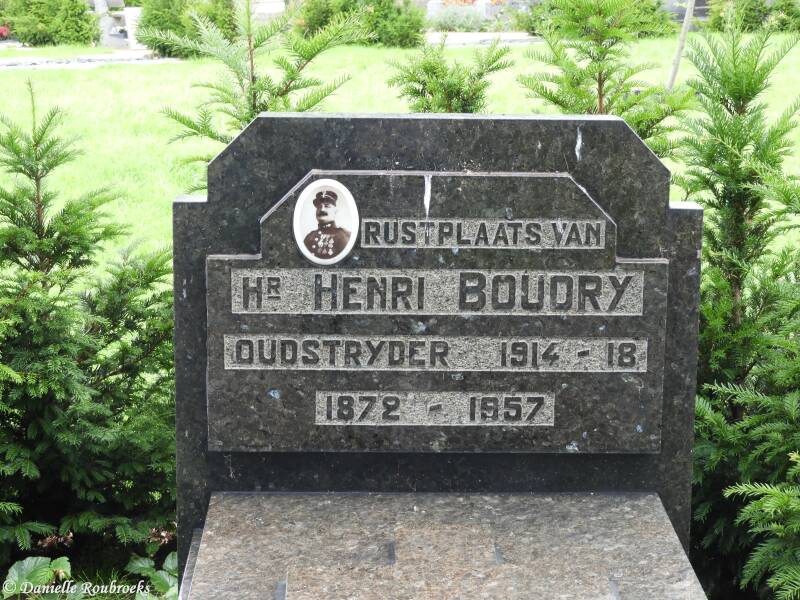 RUSTPLAATS VAN
HR HENRI BOUDRY
OUDSTRYDER 1914 - 18
1872 - 1957
© Danielle Roubroeks